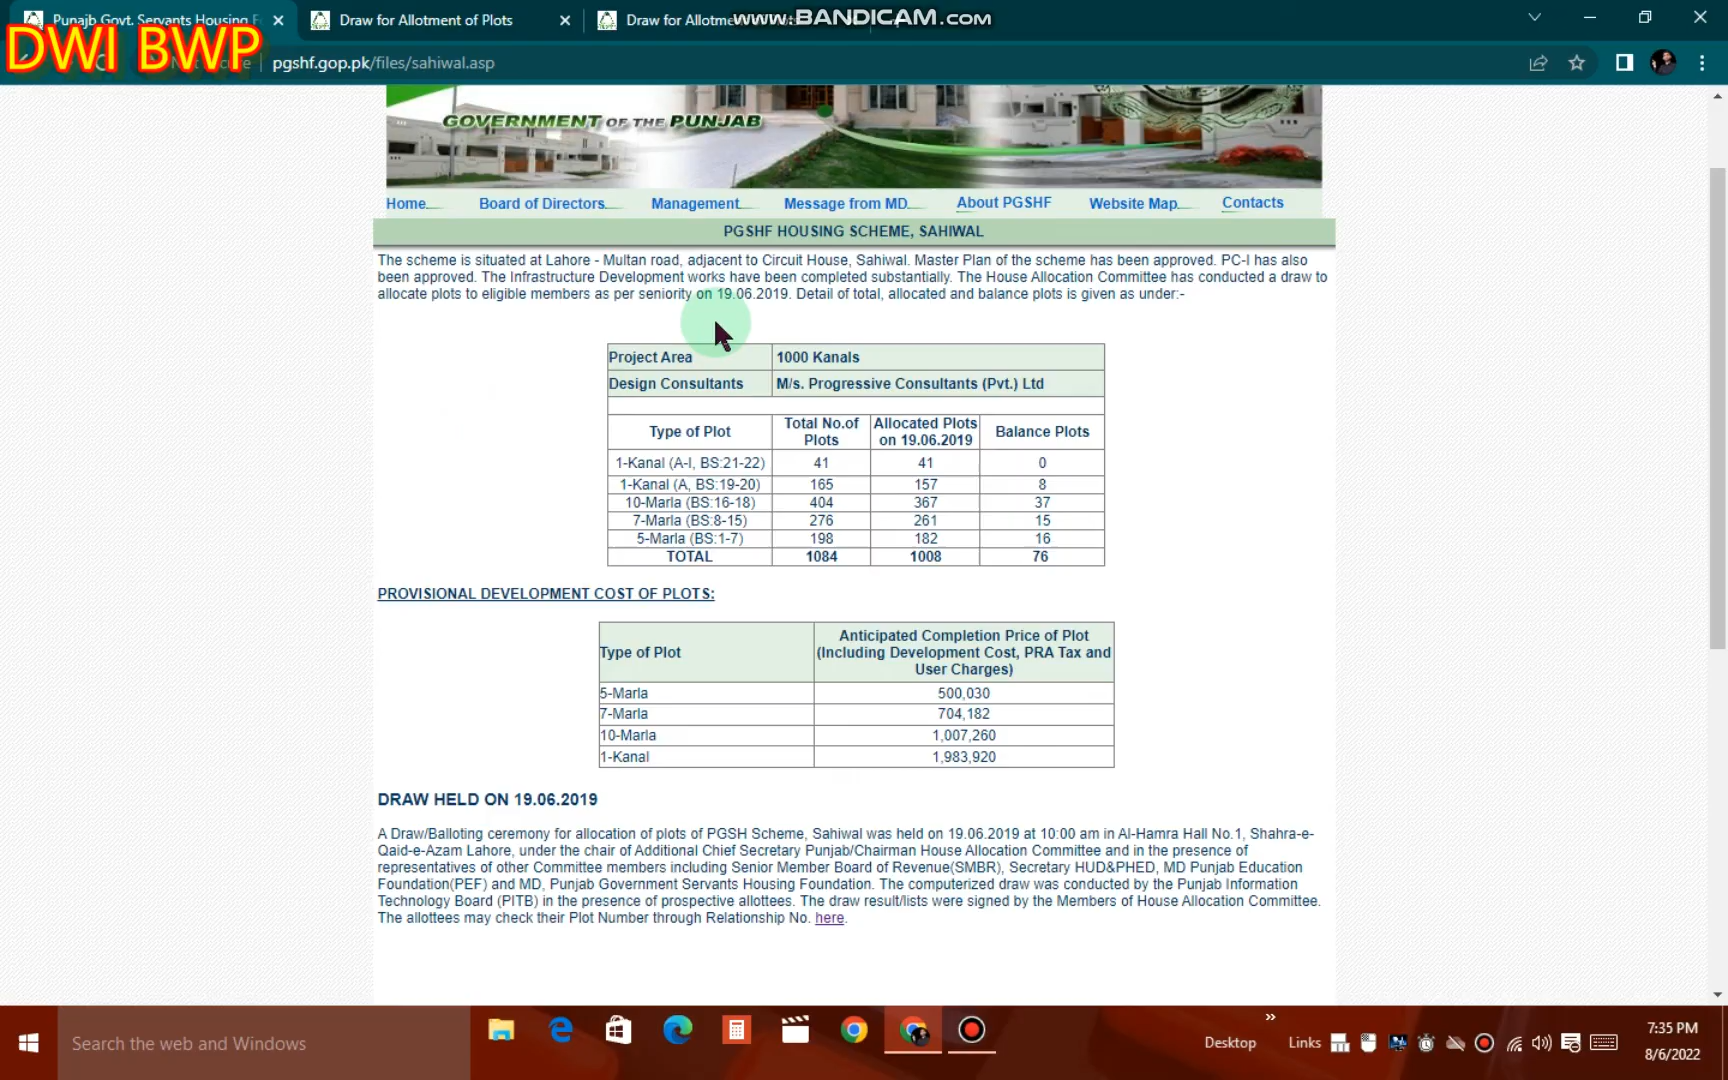 Punjab Govt. Servants Housing F
Draw for Allotment of Plots
Draw for Allotme
www.BANDICAM.com
DWI BWP
pgshf.gop.pk/files/sahiwal.asp
GOVERNMENT OF THE PUNJAB
Home
Board of Directors
Management
Message from MD
About PGSHF
Website Map
Contacts
PGSHF HOUSING SCHEME, SAHIWAL
The scheme is situated at Lahore - Multan road, adjacent to Circuit House, Sahiwal. Master Plan of the scheme has been approved. PC-I has also
been approved. The Infrastructure Development works have been completed substantially. The House Allocation Committee has conducted a draw to
allocate plots to eligible members as per seniority on 19.06.2019. Detail of total, allocated and balance plots is given as under:-
Project Area 1000 Kanals
Design Consultants M/s. Progressive Consultants (Pvt.) Ltd
Type of Plot Total No.of Plots Allocated Plots on 19.06.2019 Balance Plots
1-Kanal (A-I, BS:21-22) 41 41 0
1-Kanal (A, BS:19-20) 165 157 8
10-Marla (BS:16-18) 404 367 37
7-Marla (BS:8-15) 276 261 15
5-Marla (BS:1-7) 198 182 16
TOTAL 1084 1008 76
PROVISIONAL DEVELOPMENT COST OF PLOTS:
Type of Plot Anticipated Completion Price of Plot (Including Development Cost, PRA Tax and User Charges)
5-Marla 500,030
7-Marla 704,182
10-Marla 1,007,260
1-Kanal 1,983,920
DRAW HELD ON 19.06.2019
A Draw/Balloting ceremony for allocation of plots of PGSH Scheme, Sahiwal was held on 19.06.2019 at 10:00 am in Al-Hamra Hall No.1, Shahra-e-
Qaid-e-Azam Lahore, under the chair of Additional Chief Secretary Punjab/Chairman House Allocation Committee and in the presence of
representatives of other Committee members including Senior Member Board of Revenue(SMBR), Secretary HUD&PHED, MD Punjab Education
Foundation(PEF) and MD, Punjab Government Servants Housing Foundation. The computerized draw was conducted by the Punjab Information
Technology Board (PITB) in the presence of prospective allottees. The draw result/lists were signed by the Members of House Allocation Committee.
The allottees may check their Plot Number through Relationship No. here.
Search the web and Windows
Desktop
Links
7:35 PM
8/6/2022